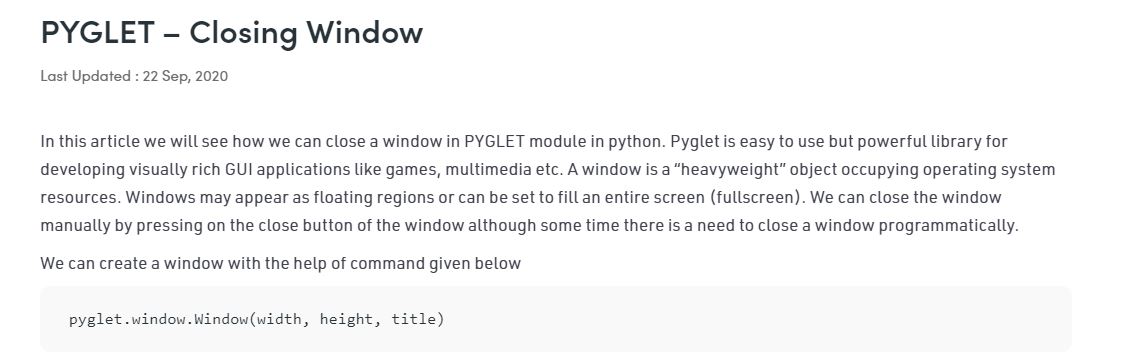 PYGLET – Closing Window
Last Updated : 22 Sep, 2020
In this article we will see how we can close a window in PYGLET module in python. Pyglet is easy to use but powerful library for
developing visually rich GUI applications like games, multimedia etc. A window is a “heavyweight” object occupying operating system
resources. Windows may appear as floating regions or can be set to fill an entire screen (fullscreen). We can close the window
manually by pressing on the close button of the window although some time there is a need to close a window programmatically.
We can create a window with the help of command given below
pyglet.window.Window(width, height, title)